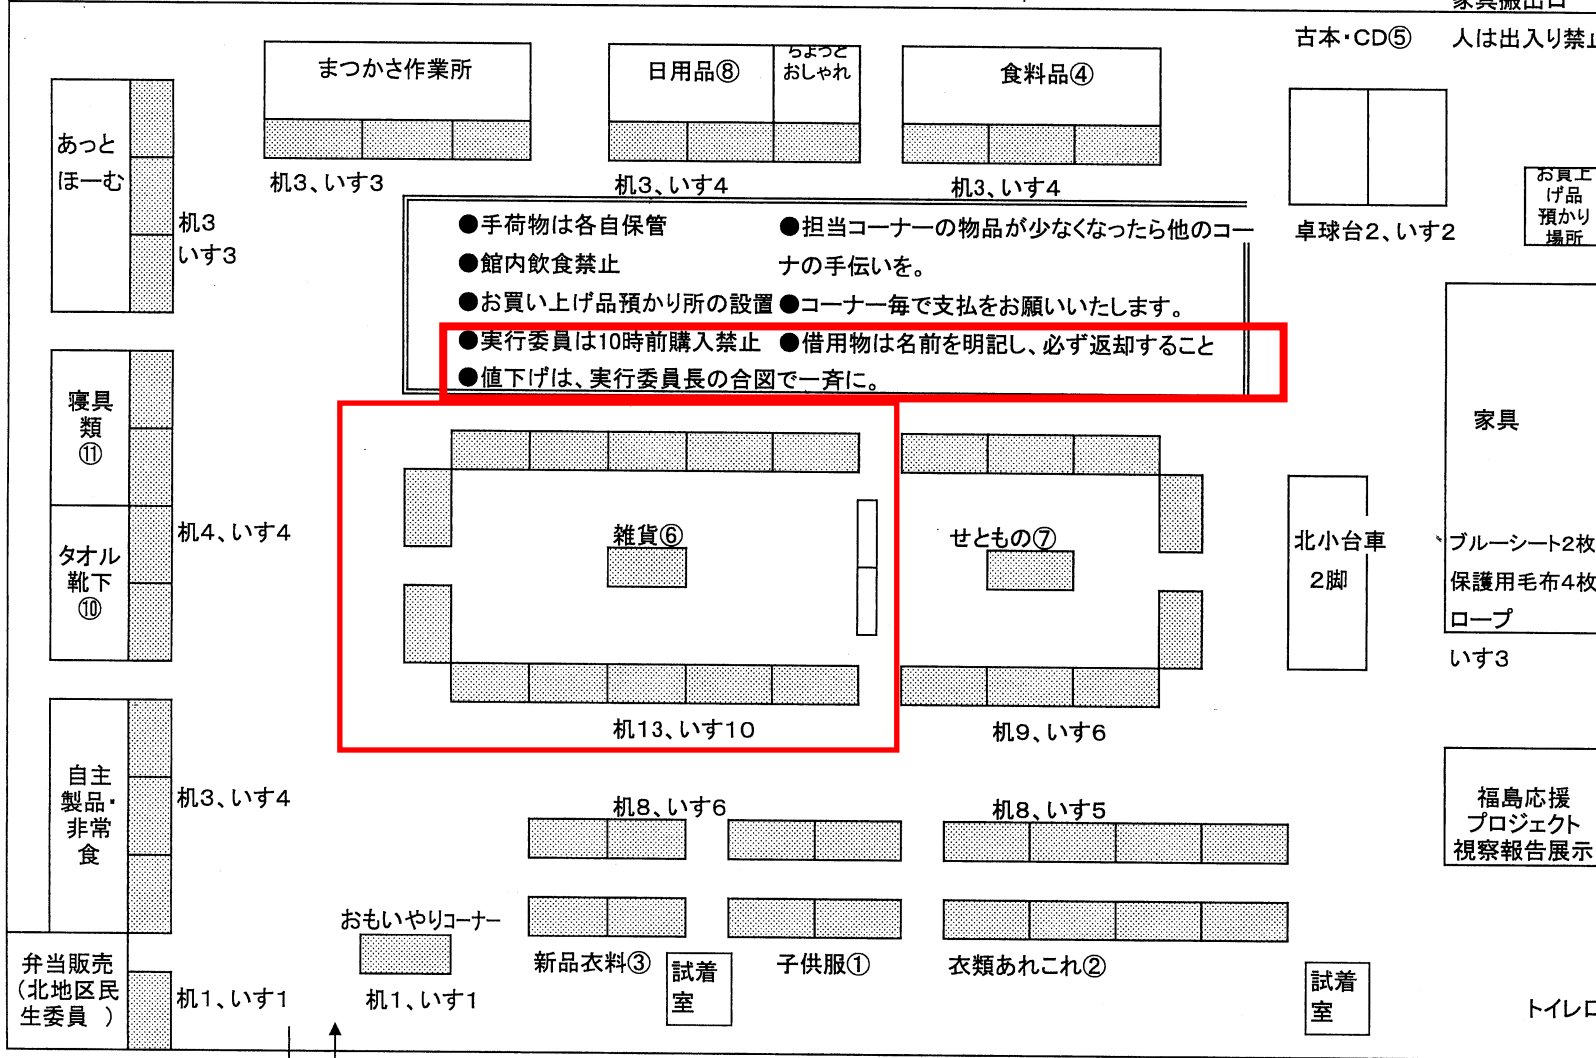 家具搬出口
古本・CD⑤
人は出入り禁止
まつかさ作業所
日用品⑧
ちょっと
おしゃれ
食料品④
あっと
ほーむ
机3、いす3
机3、いす4
机3、いす4
机3
いす3
卓球台2、いす2
お買上
げ品
預かり
場所
●手荷物は各自保管
●館内飲食禁止
●お買い上げ品預かり所の設置
●実行委員は10時前購入禁止
●値下げは、実行委員長の合図で一斉に。
●担当コーナーの物品が少なくなったら他のコー
ナの手伝いを。
●コーナー毎で支払をお願いいたします。
●借用物は名前を明記し、必ず返却すること
寝具
類
⑪
タオル
靴下
⑩
机4、いす4
雑貨⑥
机13、いす10
せともの⑦
机9、いす6
北小台車
2脚
家具
ブルーシート2枚
保護用毛布4枚
ロープ
いす3
自主
製品・
非常
食
机3、いす4
机8、いす6
机8、いす5
福島応援
プロジェクト
視察報告展示
おもいやりコーナー
机1、いす1
新品衣料③
試着
室
子供服①
衣類あれこれ②
試着
室
弁当販売
（北地区民
生委員　）
机1、いす1
トイレ